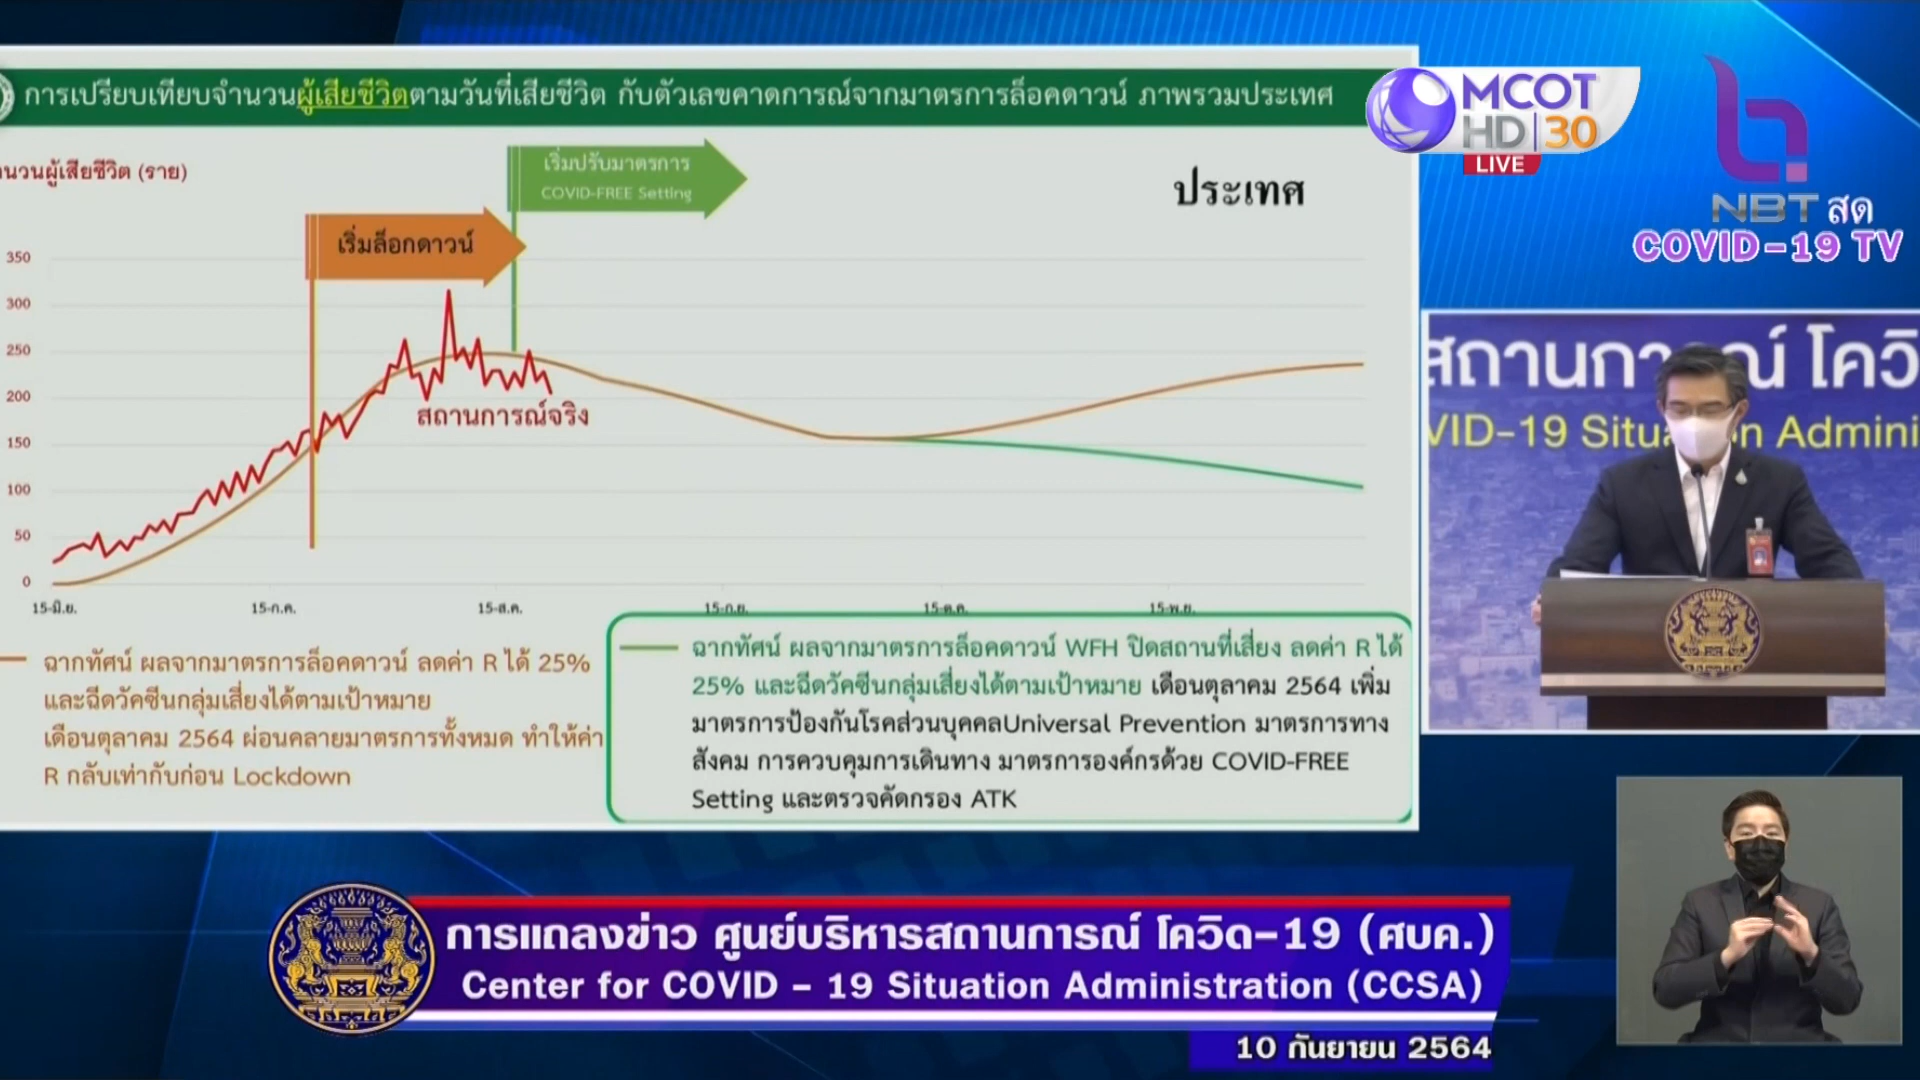 การเปรียบเทียบจำนวนผู้เสียชีวิตตามวันที่เสียชีวิต กับตัวเลขคาดการณ์จากมาตรการล็อคดาวน์ ภาพรวมประเทศ
MCOT
HD 30
LIVE
NBT สด
COVID-19 TV
นวนผู้เสียชีวิต (ราย)
เริ่มปรับมาตรการ
COVID-FREE Setting
ประเทศ
เริ่มล็อกดาวน์
350
300
250
200
150
100
50
0
สถานการณ์จริง
15-มิ.ย.
15-ก.ค.
15-ส.ค.
15-ก.ย.
15-ต.ค.
15-พ.ย.
ฉากทัศน์ ผลจากมาตรการล็อคดาวน์ ลดค่า R ได้ 25%
และฉีดวัคซีนกลุ่มเสี่ยงได้ตามเป้าหมาย
เดือนตุลาคม 2564 ผ่อนคลายมาตรการทั้งหมด ทำให้ค่า
R กลับเท่ากับก่อน Lockdown
ฉากทัศน์ ผลจากมาตรการล็อคดาวน์ WFH ปิดสถานที่เสี่ยง ลดค่า R ได้
25% และฉีดวัคซีนกลุ่มเสี่ยงได้ตามเป้าหมาย เดือนตุลาคม 2564 เพิ่ม
มาตรการป้องกันโรคส่วนบุคคลUniversal Prevention มาตรการทาง
สังคม การควบคุมการเดินทาง มาตรการองค์กรด้วย COVID-FREE
Setting และตรวจคัดกรอง ATK
สถานการณ์ โควิ
VID-19 Situation Admini
การแถลงข่าว ศูนย์บริหารสถานการณ์ โควิด-19 (ศบค.)
Center for COVID - 19 Situation Administration (CCSA)
10 กันยายน 2564